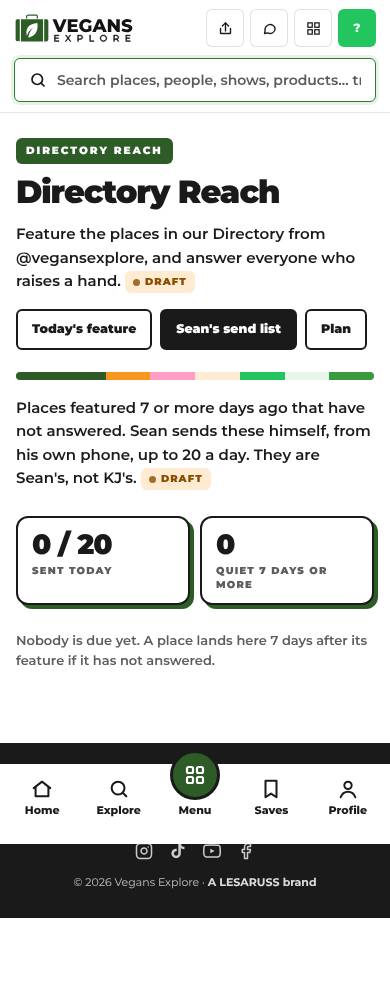 VEGANS
EXPLORE
?
Search places, people, shows, products... tr
DIRECTORY REACH
Directory Reach
Feature the places in our Directory from
@vegansexplore, and answer everyone who
raises a hand. DRAFT
Today's feature
Sean's send list
Plan
Places featured 7 or more days ago that have
not answered. Sean sends these himself, from
his own phone, up to 20 a day. They are
Sean's, not KJ's. DRAFT
0 / 20
SENT TODAY
0
QUIET 7 DAYS OR
MORE
Nobody is due yet. A place lands here 7 days after its
feature if it has not answered.
Home
Explore
Menu
Saves
Profile
© 2026 Vegans Explore · A LESARUSS brand